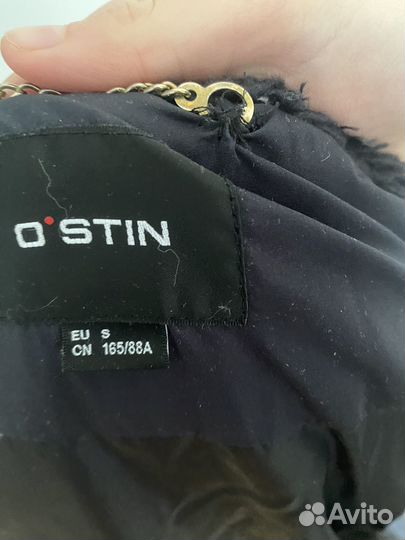 O'STIN
EU S
CN 165/88A
Avito